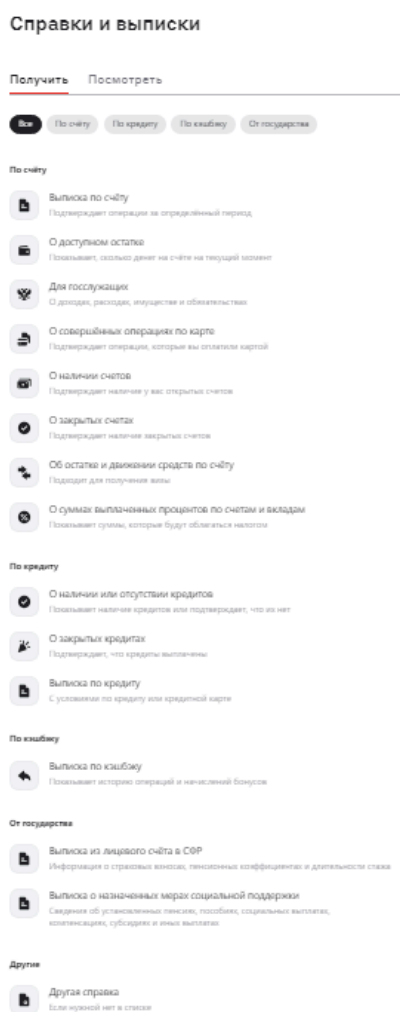 Справки и выписки
Получить Посмотреть
Все По счёту По кредиту По кэшбэку От государства
По счёту
Выписка по счёту
Подтверждает операции за определённый период
О доступном остатке
Показывает, сколько денег на счёте на текущий момент
Для госслужащих
О доходах, расходах, имуществе и обязательствах
О совершённых операциях по карте
Подтверждает операции, которые вы оплатили картой
О наличии счетов
Подтверждает наличие у вас открытых счетов
О закрытых счетах
Подтверждает наличие закрытых счетов
Об остатке и движении средств по счёту
Подходит для получения визы
О суммах выплаченных процентов по счетам и вкладам
Показывает суммы, которые будут облагаться налогом
По кредиту
О наличии или отсутствии кредитов
Показывает наличие кредитов или подтверждает, что их нет
О закрытых кредитах
Подтверждает, что кредиты выплачены
Выписка по кредиту
С условиями по кредиту или кредитной карте
По кэшбэку
Выписка по кэшбэку
Показывает историю операций и начислений бонусов
От государства
Выписка из лицевого счёта в СФР
Информация о страховых взносах, пенсионных коэффициентах и длительности стажа
Выписка о назначенных мерах социальной поддержки
Сведения об установленных пенсиях, пособиях, социальных выплатах,
компенсациях, субсидиях и иных выплатах
Другие
Другая справка
Если нужной нет в списке